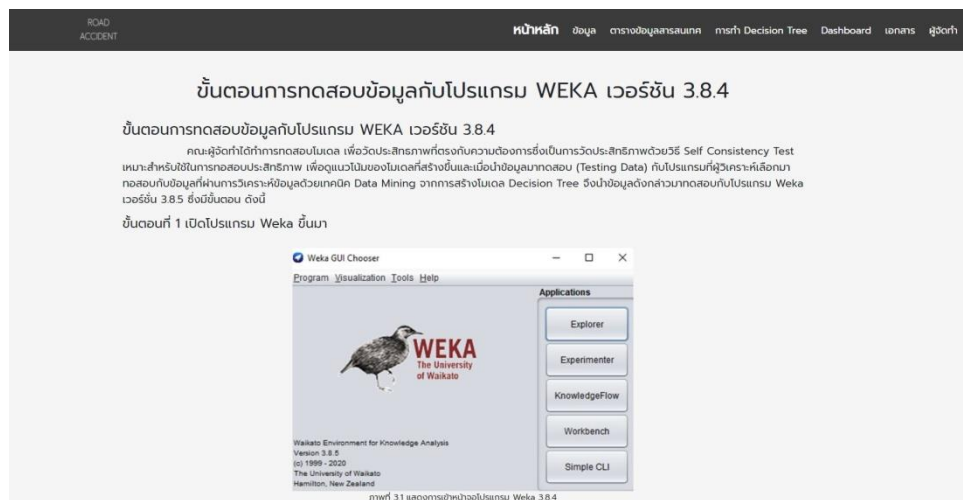 ROAD
ACCIDENT
หน้าหลัก ข้อมูล ตารางข้อมูลสารสนเทศ การทำ Decision Tree Dashboard เอกสาร ผู้จัดทำ
ขั้นตอนการทดสอบข้อมูลกับโปรแกรม WEKA เวอร์ชัน 3.8.4
ขั้นตอนการทดสอบข้อมูลกับโปรแกรม WEKA เวอร์ชัน 3.8.4
คณะผู้จัดทำได้ทำการทดสอบโมเดล เพื่อวัดประสิทธิภาพที่ตรงกับความต้องการซึ่งเป็นการวัดประสิทธิภาพด้วยวิธี Self Consistency Test
เหมาะสำหรับใช้ในการทดสอบประสิทธิภาพ เพื่อดูแนวโน้มของโมเดลที่สร้างขึ้นและเมื่อนำข้อมูลมาทดสอบ (Testing Data) กับโปรแกรมที่ผู้วิเคราะห์เลือกมา
ทดสอบกับข้อมูลที่ผ่านการวิเคราะห์ข้อมูลด้วยเทคนิค Data Mining จากการสร้างโมเดล Decision Tree จึงนำข้อมูลดังกล่าวมาทดสอบกับโปรแกรม Weka
เวอร์ชั่น 3.8.5 ซึ่งมีขั้นตอน ดังนี้
ขั้นตอนที่ 1 เปิดโปรแกรม Weka ขึ้นมา
Weka GUI Chooser
Program Visualization Tools Help
Applications
WEKA
The University
of Waikato
Explorer
Experimenter
KnowledgeFlow
Workbench
Simple CLI
Waikato Environment for Knowledge Analysis
Version 3.8.5
(c) 1999 - 2020
The University of Waikato
Hamilton, New Zealand
ภาพที่ 3.1 แสดงการเข้าหน้าจอโปรแกรม Weka 3.8.4